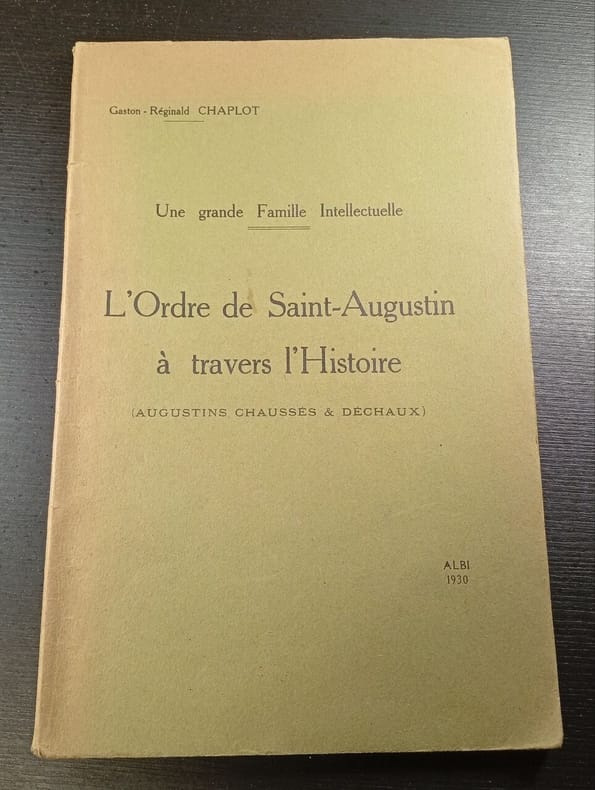 Gaston - Réginald CHAPLOT
Une grande Famille Intellectuelle
L'Ordre de Saint-Augustin
à travers l'Histoire
(AUGUSTINS CHAUSSÉS & DÉCHAUX)
ALBI
1930